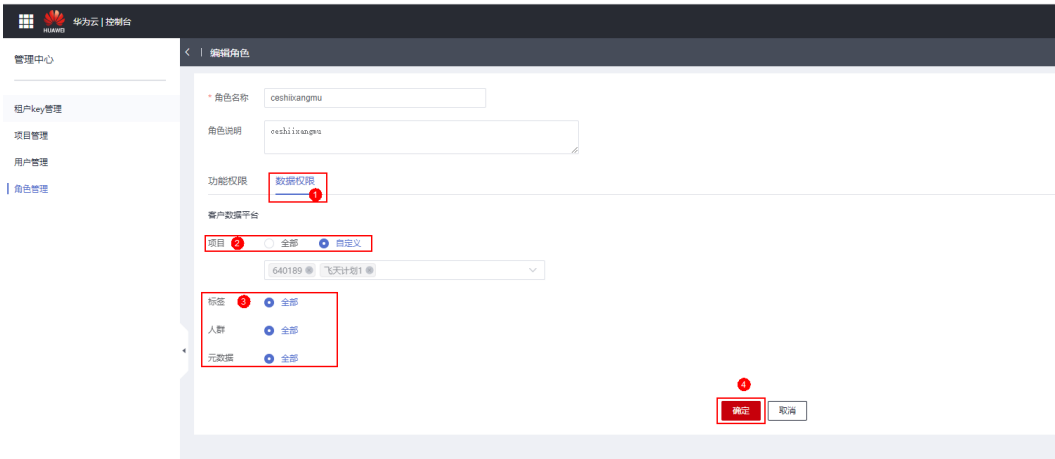 HUAWEI
华为云 | 控制台
管理中心
租户key管理
项目管理
用户管理
角色管理
< | 编辑角色
* 角色名称 ceshiixangmu
角色说明 ceshiixangmu
功能权限 数据权限
1
客户数据平台
项目 2 全部 自定义
640189 飞天计划1
标签 3 全部
人群 全部
元数据 全部
4
确定 取消